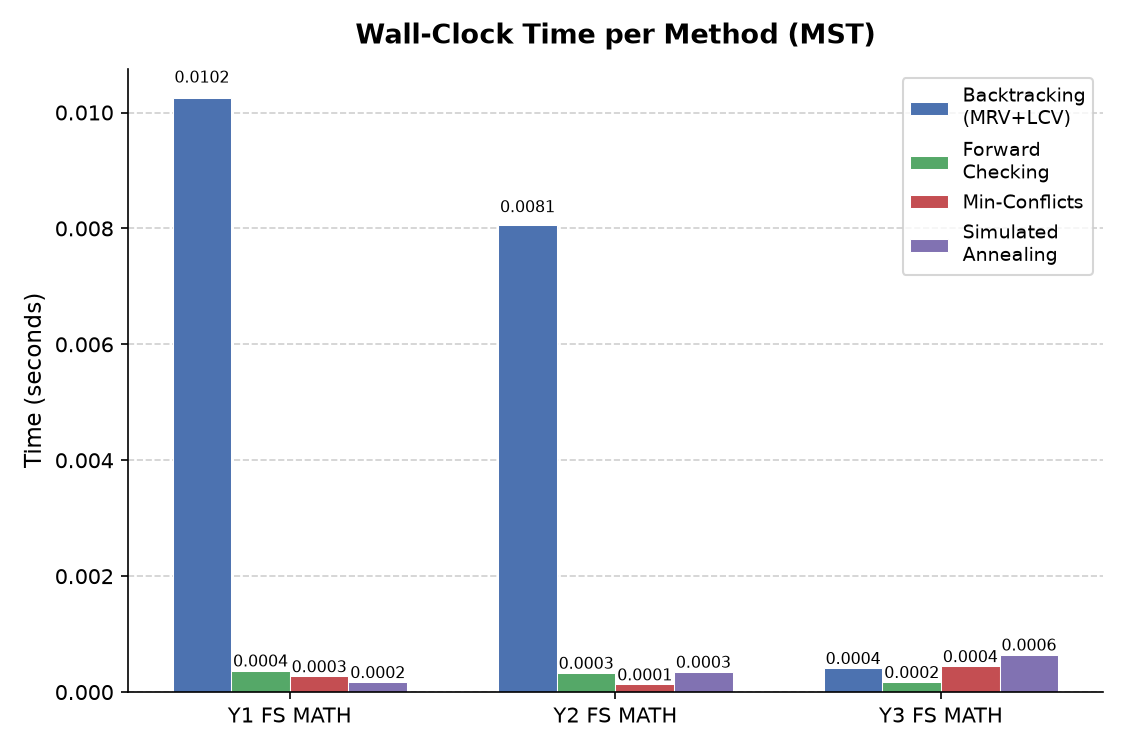 Wall-Clock Time per Method (MST)
Time (seconds)
0.010
0.008
0.006
0.004
0.002
0.000
0.0102
0.0004
0.0003
0.0002
0.0081
0.0003
0.0001
0.0003
0.0004
0.0002
0.0004
0.0006
Y1 FS MATH
Y2 FS MATH
Y3 FS MATH
Backtracking
(MRV+LCV)
Forward
Checking
Min-Conflicts
Simulated
Annealing